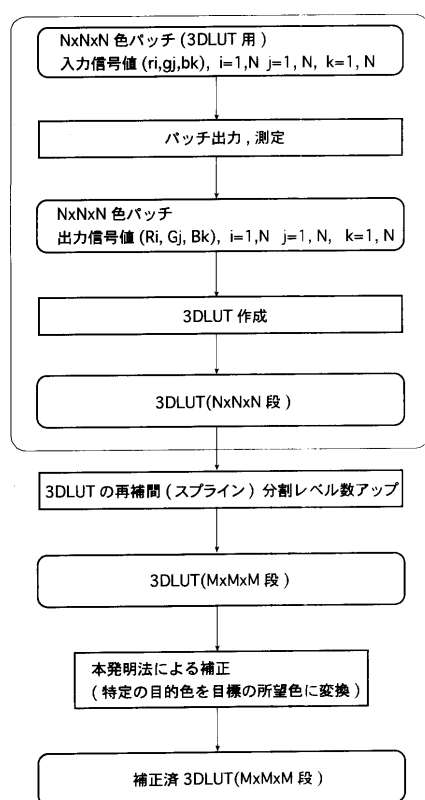 NxNxN 色パッチ (3DLUT 用 )
入力信号値 (ri,gj,bk), i=1,N j=1, N, k=1, N
パッチ出力 , 測定
NxNxN 色パッチ
出力信号値 (Ri, Gj, Bk), i=1,N j=1, N, k=1, N
3DLUT 作成
3DLUT(NxNxN 段 )
3DLUT の再補間 ( スプライン ) 分割レベル数アップ
3DLUT(MxMxM 段 )
本発明法による補正
( 特定の目的色を目標の所望色に変換 )
補正済 3DLUT(MxMxM 段 )